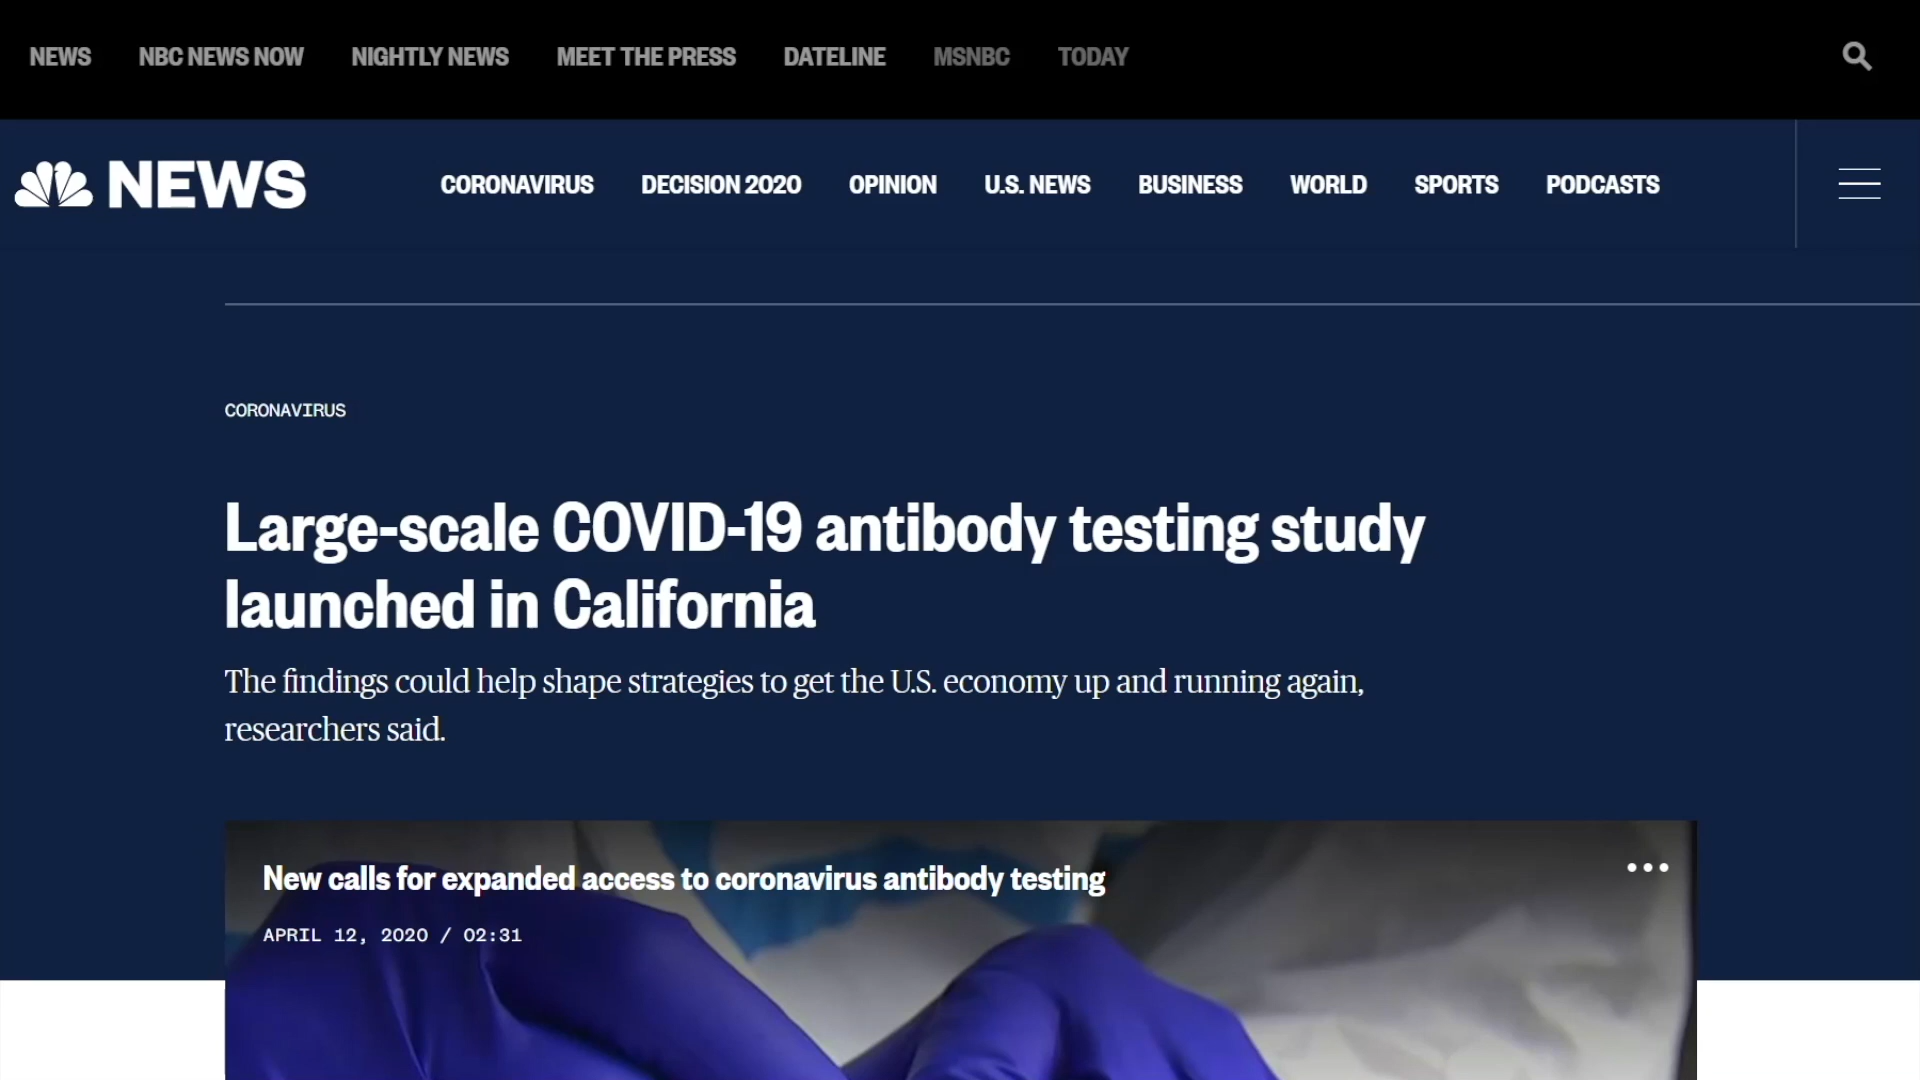 NEWS NBC NEWS NOW NIGHTLY NEWS MEET THE PRESS DATELINE MSNBC TODAY
NEWS CORONAVIRUS DECISION 2020 OPINION U.S. NEWS BUSINESS WORLD SPORTS PODCASTS
CORONAVIRUS
Large-scale COVID-19 antibody testing study
launched in California
The findings could help shape strategies to get the U.S. economy up and running again,
researchers said.
New calls for expanded access to coronavirus antibody testing
APRIL 12, 2020 / 02:31